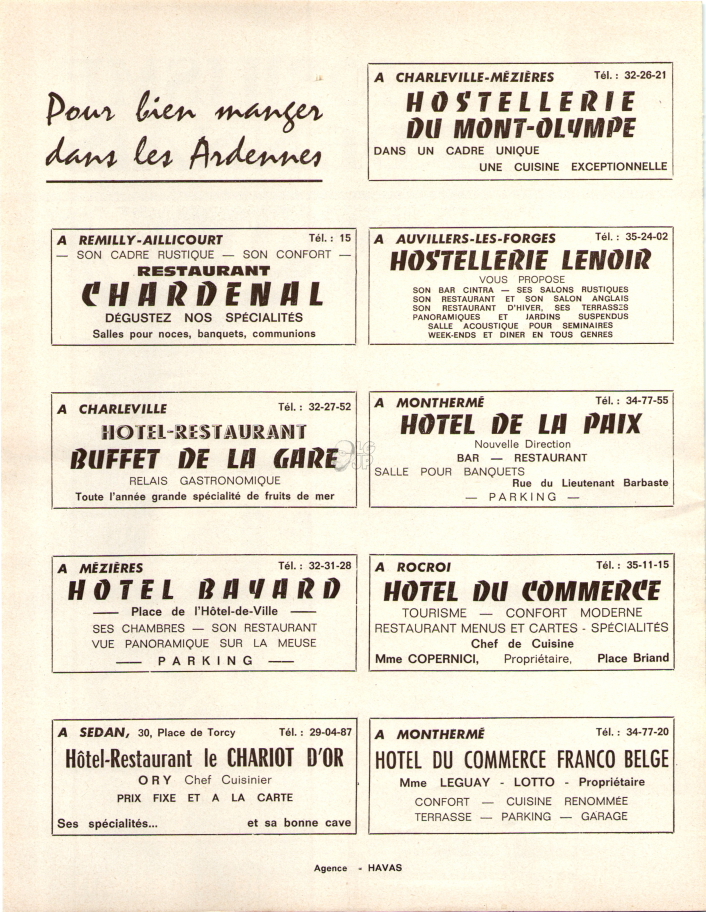 Pour bien manger
dans les Ardennes
A CHARLEVILLE-MÉZIÈRES Tél. : 32-26-21
HOSTELLERIE
DU MONT-OLYMPE
DANS UN CADRE UNIQUE
UNE CUISINE EXCEPTIONNELLE
A REMILLY-AILLICOURT Tél. : 15
— SON CADRE RUSTIQUE — SON CONFORT —
RESTAURANT
CHARDENAL
DÉGUSTEZ NOS SPÉCIALITÉS
Salles pour noces, banquets, communions
A AUVILLERS-LES-FORGES Tél. : 35-24-02
HOSTELLERIE LENOIR
VOUS PROPOSE
SON BAR CINTRA — SES SALONS RUSTIQUES
SON RESTAURANT ET SON SALON ANGLAIS
SON RESTAURANT D'HIVER, SES TERRASSES
PANORAMIQUES ET JARDINS SUSPENDUS
SALLE ACOUSTIQUE POUR SEMINAIRES
WEEK-ENDS ET DINER EN TOUS GENRES
A CHARLEVILLE Tél. : 32-27-52
HOTEL-RESTAURANT
BUFFET DE LA GARE
RELAIS GASTRONOMIQUE
Toute l'année grande spécialité de fruits de mer
A MONTHERMÉ Tél. : 34-77-55
HOTEL DE LA PAIX
Nouvelle Direction
BAR — RESTAURANT
SALLE POUR BANQUETS
Rue du Lieutenant Barbaste
— PARKING —
A MÉZIÈRES Tél. : 32-31-28
HOTEL BAYARD
— Place de l'Hôtel-de-Ville —
SES CHAMBRES — SON RESTAURANT
VUE PANORAMIQUE SUR LA MEUSE
— PARKING —
A ROCROI Tél. : 35-11-15
HOTEL DU COMMERCE
TOURISME — CONFORT MODERNE
RESTAURANT MENUS ET CARTES - SPÉCIALITÉS
Chef de Cuisine
Mme COPERNICI, Propriétaire, Place Briand
A SEDAN, 30, Place de Torcy Tél. : 29-04-87
Hôtel-Restaurant le CHARIOT D'OR
ORY Chef Cuisinier
PRIX FIXE ET A LA CARTE
Ses spécialités... et sa bonne cave
A MONTHERMÉ Tél. : 34-77-20
HOTEL DU COMMERCE FRANCO BELGE
Mme LEGUAY - LOTTO - Propriétaire
CONFORT — CUISINE RENOMMÉE
TERRASSE — PARKING — GARAGE
Agence - HAVAS